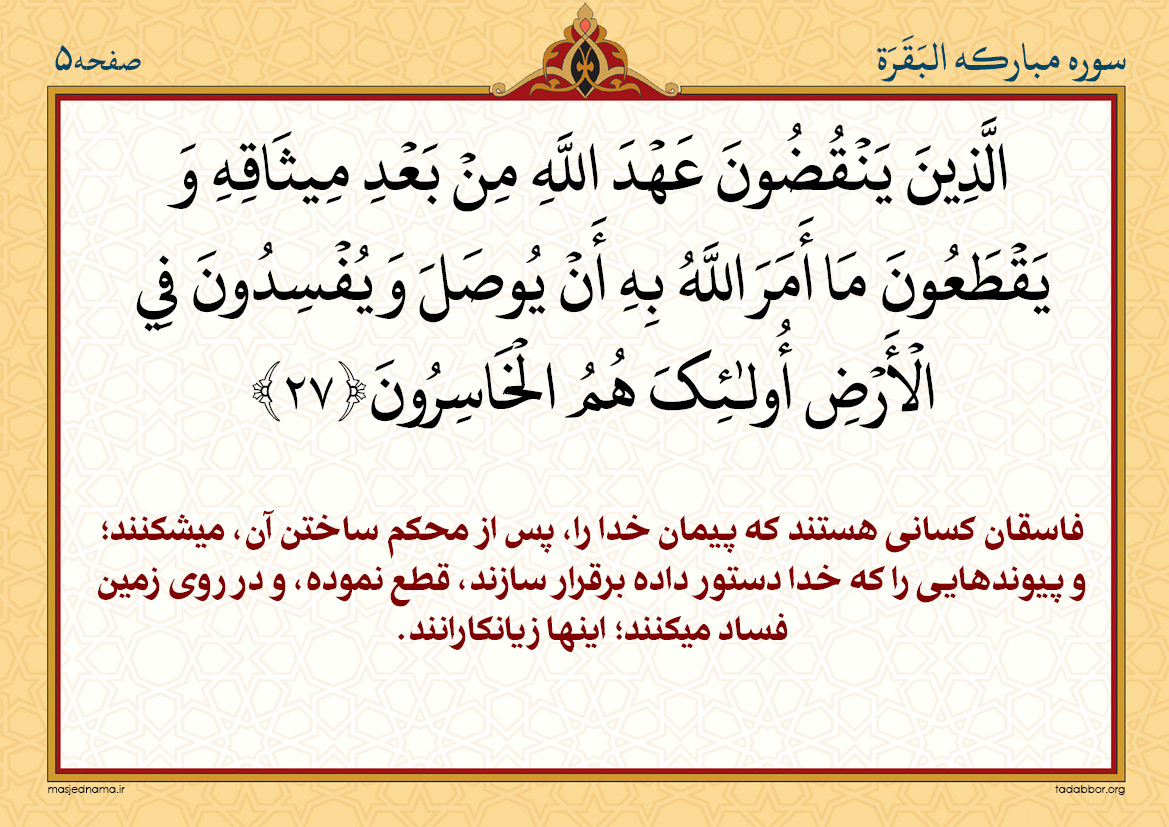 سوره مبارکه البَقَرَة
صفحه۵
الَّذِينَ يَنْقُضُونَ عَهْدَ اللَّهِ مِنْ بَعْدِ مِيثَاقِهِ وَ
يَقْطَعُونَ مَا أَمَرَ اللَّهُ بِهِ أَنْ يُوصَلَ وَ يُفْسِدُونَ فِي
الْأَرْضِ أُولَٰئِکَ هُمُ الْخَاسِرُونَ ﴿۲۷﴾
فاسقان کسانی هستند که پیمان خدا را، پس از محکم ساختن آن، میشکنند؛
و پیوندهایی را که خدا دستور داده برقرار سازند، قطع نموده، و در روی زمین
فساد میکنند؛ اینها زیانکارانند.
masjednama.ir
tadabbor.org